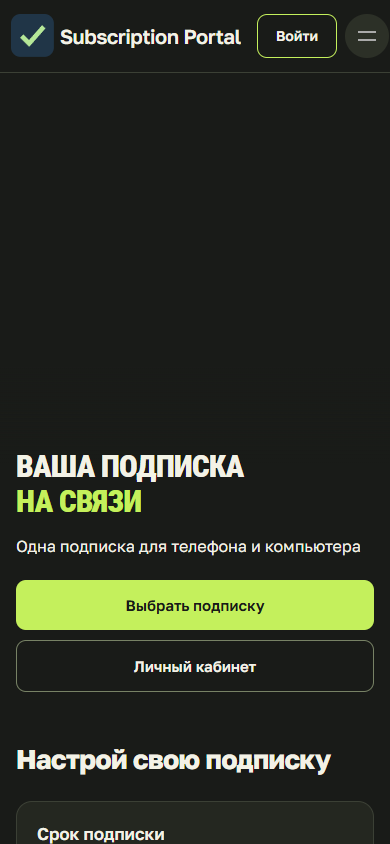 Subscription Portal
Войти
ВАША ПОДПИСКА
НА СВЯЗИ
Одна подписка для телефона и компьютера
Выбрать подписку
Личный кабинет
Настрой свою подписку
Срок подписки